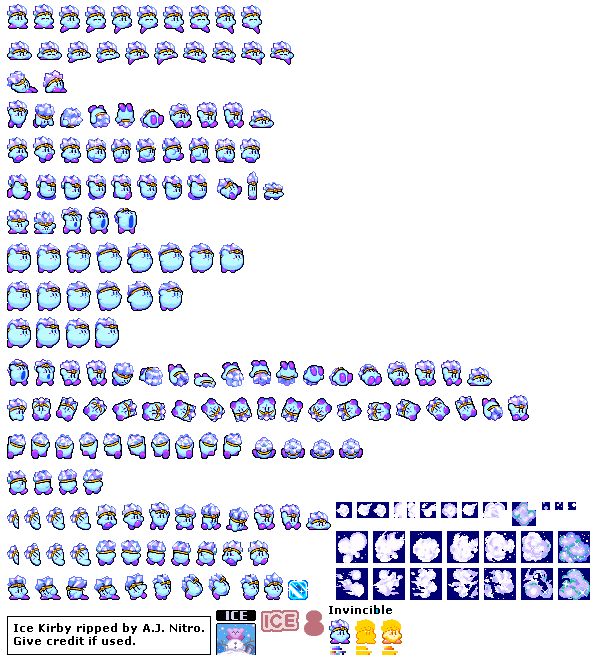 ICE
ICE
Invincible
Ice Kirby ripped by A.J. Nitro.
Give credit if used.